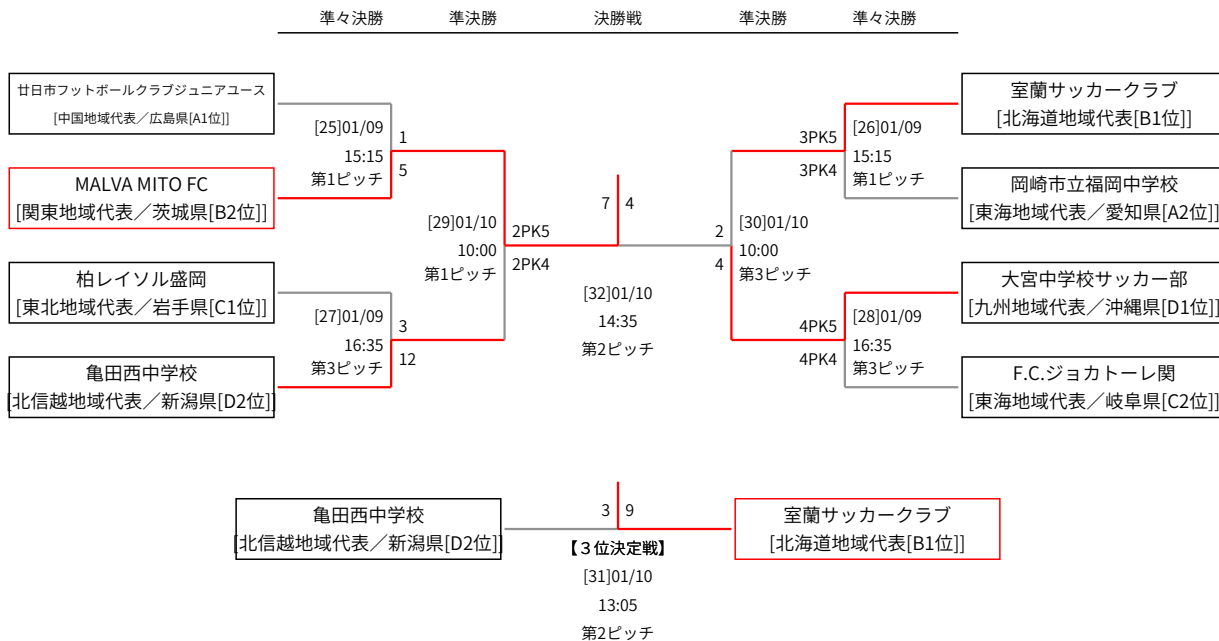 準々決勝 準決勝 決勝戦 準決勝 準々決勝
廿日市フットボールクラブジュニアユース
[中国地域代表／広島県[A1位]]
[25]01/09
15:15
第1ピッチ
1
5
MALVA MITO FC
[関東地域代表／茨城県[B2位]]
[29]01/10
10:00
第1ピッチ
2PK5
2PK4
柏レイソル盛岡
[東北地域代表／岩手県[C1位]]
[27]01/09
16:35
第3ピッチ
3
12
亀田西中学校
[北信越地域代表／新潟県[D2位]]
7 4
[32]01/10
14:35
第2ピッチ
室蘭サッカークラブ
[北海道地域代表[B1位]]
3PK5
3PK4
[26]01/09
15:15
第1ピッチ
岡崎市立福岡中学校
[東海地域代表／愛知県[A2位]]
2
4
[30]01/10
10:00
第3ピッチ
大宮中学校サッカー部
[九州地域代表／沖縄県[D1位]]
4PK5
4PK4
[28]01/09
16:35
第3ピッチ
F.C.ジョカトーレ関
[東海地域代表／岐阜県[C2位]]
亀田西中学校
[北信越地域代表／新潟県[D2位]]
3 9
【３位決定戦】
[31]01/10
13:05
第2ピッチ
室蘭サッカークラブ
[北海道地域代表[B1位]]